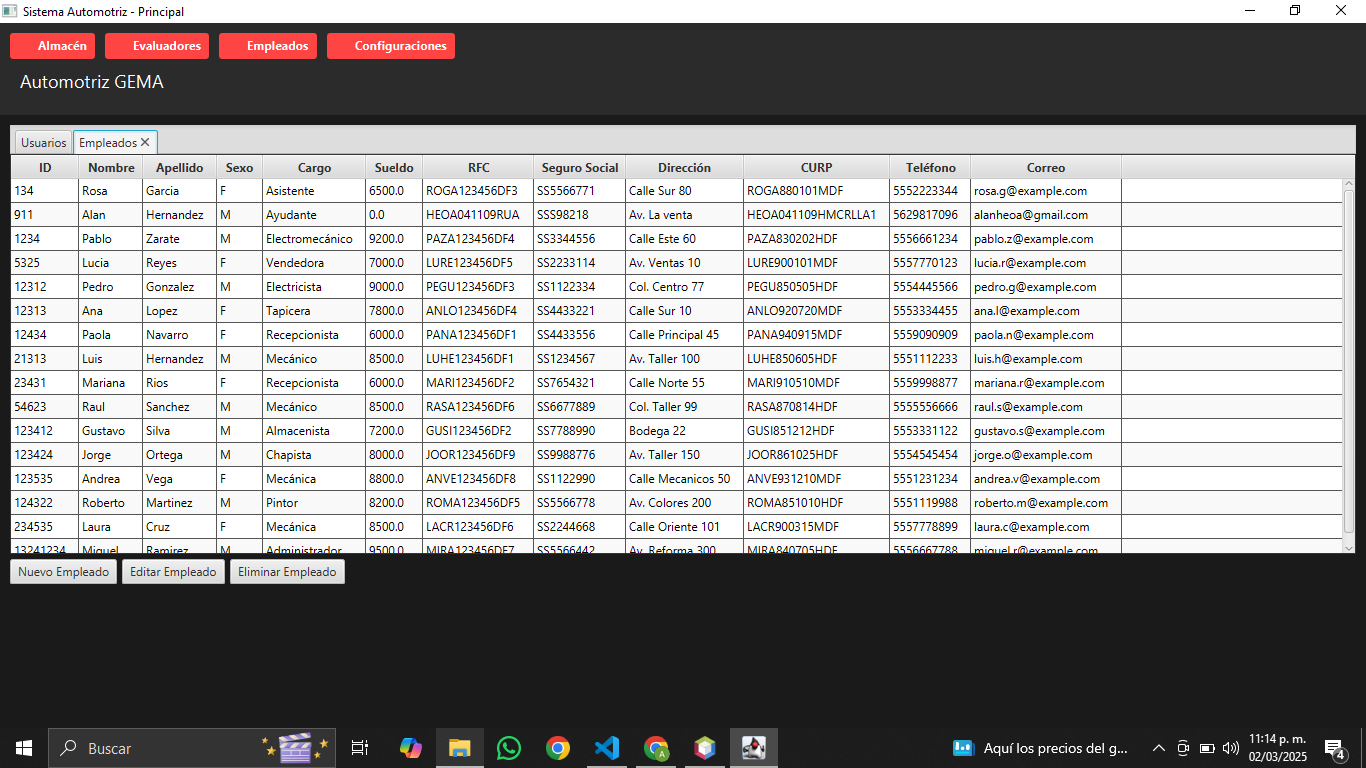 Sistema Automotriz - Principal
Almacén Evaluadores Empleados Configuraciones
Automotriz GEMA
Usuarios Empleados
ID Nombre Apellido Sexo Cargo Sueldo RFC Seguro Social Dirección CURP Teléfono Correo
134 Rosa Garcia F Asistente 6500.0 ROGA123456DF3 SS5566771 Calle Sur 80 ROGA880101MDF 5552223344 rosa.g@example.com
911 Alan Hernandez M Ayudante 0.0 HEOA041109RUA SSS98218 Av. La venta HEOA041109HMCRLLA1 5629817096 alanheoa@gmail.com
1234 Pablo Zarate M Electromecánico 9200.0 PAZA123456DF4 SS3344556 Calle Este 60 PAZA830202HDF 5556661234 pablo.z@example.com
5325 Lucia Reyes F Vendedora 7000.0 LURE123456DF5 SS2233114 Av. Ventas 10 LURE900101MDF 5557770123 lucia.r@example.com
12312 Pedro Gonzalez M Electricista 9000.0 PEGU123456DF3 SS1122334 Col. Centro 77 PEGU850505HDF 5554445566 pedro.g@example.com
12313 Ana Lopez F Tapicera 7800.0 ANLO123456DF4 SS4433221 Calle Sur 10 ANLO920720MDF 5553334455 ana.l@example.com
12434 Paola Navarro F Recepcionista 6000.0 PANA123456DF1 SS4433556 Calle Principal 45 PANA940915MDF 5559090909 paola.n@example.com
21313 Luis Hernandez M Mecánico 8500.0 LUHE123456DF1 SS1234567 Av. Taller 100 LUHE850605HDF 5551112233 luis.h@example.com
23431 Mariana Rios F Recepcionista 6000.0 MARI123456DF2 SS7654321 Calle Norte 55 MARI910510MDF 5559998877 mariana.r@example.com
54623 Raul Sanchez M Mecánico 8500.0 RASA123456DF6 SS6677889 Col. Taller 99 RASA870814HDF 5555556666 raul.s@example.com
123412 Gustavo Silva M Almacenista 7200.0 GUSI123456DF2 SS7788990 Bodega 22 GUSI851212HDF 5553331122 gustavo.s@example.com
123424 Jorge Ortega M Chapista 8000.0 JOOR123456DF9 SS9988776 Av. Taller 150 JOOR861025HDF 5554545454 jorge.o@example.com
123535 Andrea Vega F Mecánica 8800.0 ANVE123456DF8 SS1122990 Calle Mecanicos 50 ANVE931210MDF 5551231234 andrea.v@example.com
124322 Roberto Martinez M Pintor 8200.0 ROMA123456DF5 SS5566778 Av. Colores 200 ROMA851010HDF 5551119988 roberto.m@example.com
234535 Laura Cruz F Mecánica 8500.0 LACR123456DF6 SS2244668 Calle Oriente 101 LACR900315MDF 5557778899 laura.c@example.com
13241234 Miguel Ramirez M Administrador 9500.0 MIRA123456DF7 SS5566442 Av. Reforma 300 MIRA840705HDF 5556667788 miguel.r@example.com
Nuevo Empleado Editar Empleado Eliminar Empleado
Buscar Aquí los precios del g... 11:14 p. m.
02/03/2025 4